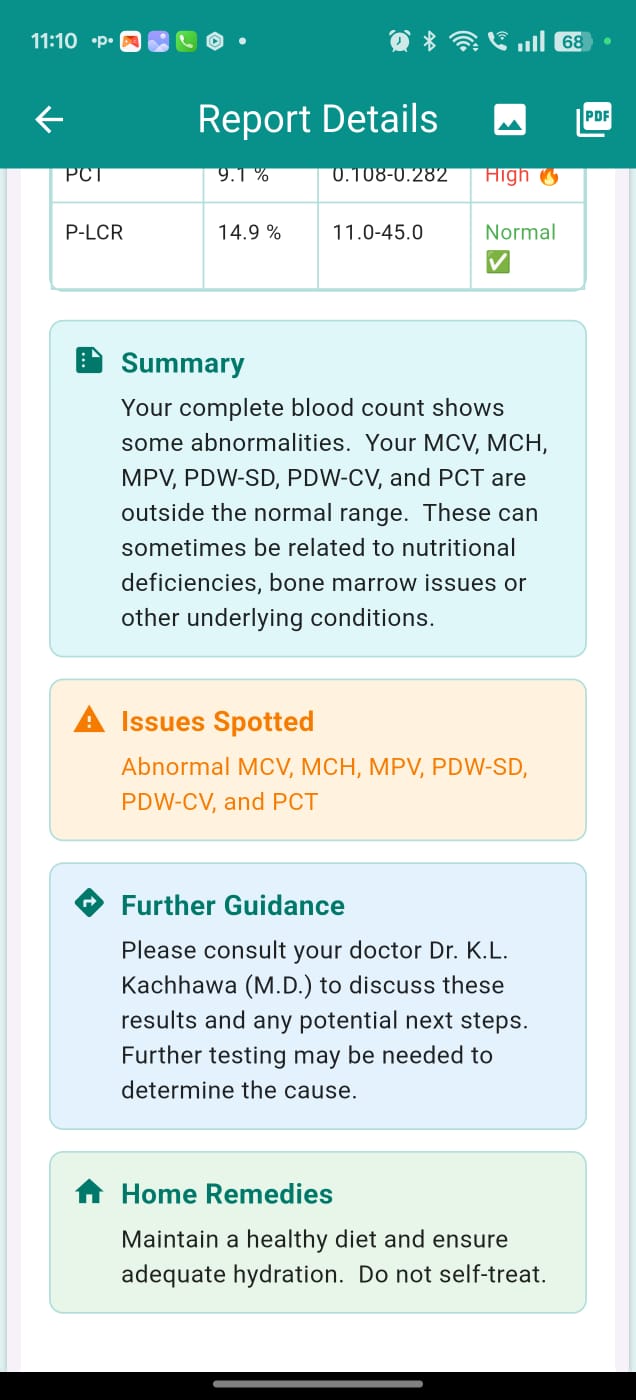 11:10 •P• 68
Report Details PDF
PCT 9.1 % 0.108-0.282 High 🔥
P-LCR 14.9 % 11.0-45.0 Normal
✅
Summary
Your complete blood count shows
some abnormalities.  Your MCV, MCH,
MPV, PDW-SD, PDW-CV, and PCT are
outside the normal range.  These can
sometimes be related to nutritional
deficiencies, bone marrow issues or
other underlying conditions.
Issues Spotted
Abnormal MCV, MCH, MPV, PDW-SD,
PDW-CV, and PCT
Further Guidance
Please consult your doctor Dr. K.L.
Kachhawa (M.D.) to discuss these
results and any potential next steps.
Further testing may be needed to
determine the cause.
Home Remedies
Maintain a healthy diet and ensure
adequate hydration.  Do not self-treat.